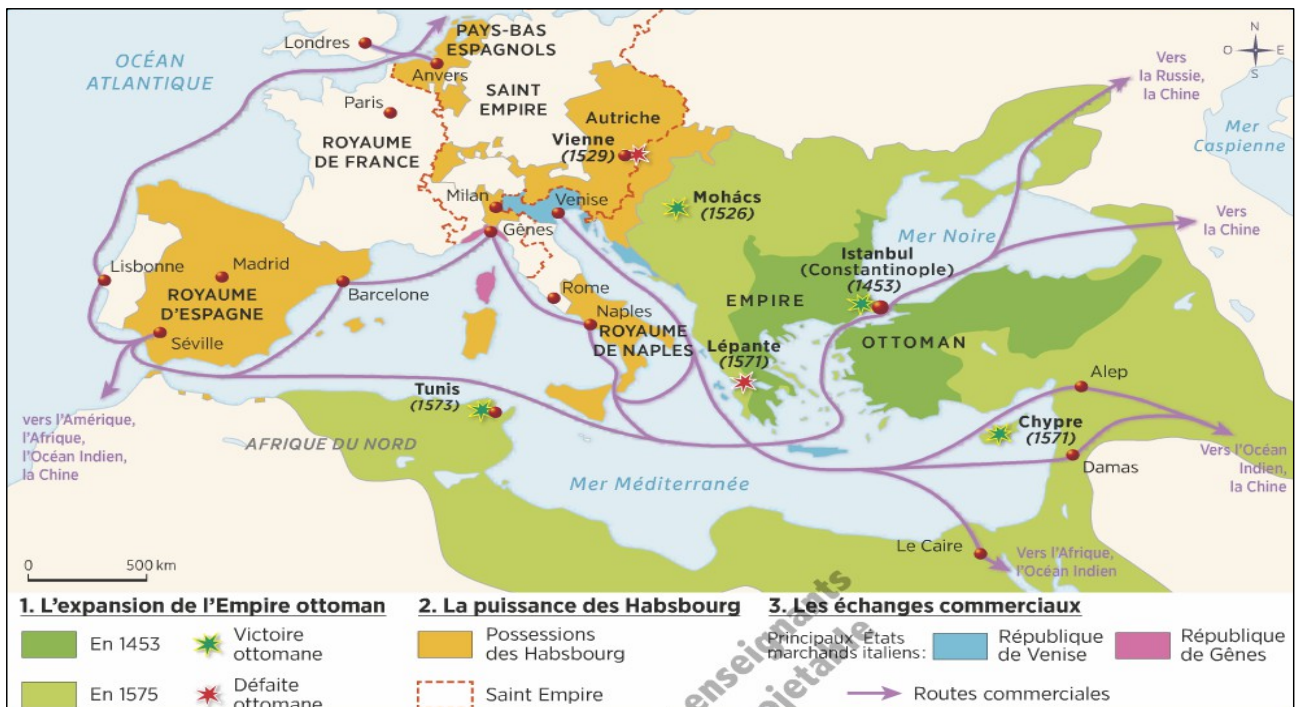 Londres
PAYS-BAS
ESPAGNOLS
OCÉAN
ATLANTIQUE
Anvers
N
O
E
S
Vers
la Russie,
la Chine
Paris
SAINT
EMPIRE
Autriche
ROYAUME
DE FRANCE
Vienne
(1529)
Mer
Caspienne
Milan
Venise
Mohács
(1526)
Gênes
Vers
la Chine
Mer Noire
Lisbonne
Madrid
Barcelone
ROYAUME
D'ESPAGNE
Séville
Rome
Naples
ROYAUME
DE NAPLES
Istanbul
(Constantinople)
(1453)
EMPIRE
OTTOMAN
Lépante
(1571)
Tunis
(1573)
Alep
Chypre
(1571)
Damas
vers l'Amérique,
l'Afrique,
l'Océan Indien,
la Chine
AFRIQUE DU NORD
Mer Méditerranée
Vers l'Océan
Indien,
la Chine
Le Caire
Vers l'Afrique,
l'Océan Indien
0 500 km
1. L'expansion de l'Empire ottoman
En 1453
Victoire
ottomane
En 1575
Défaite
ottomane
2. La puissance des Habsbourg
Possessions
des Habsbourg
Saint Empire
3. Les échanges commerciaux
Principaux États
marchands italiens:
République
de Venise
République
de Gênes
Routes commerciales
enseignants
ojetable